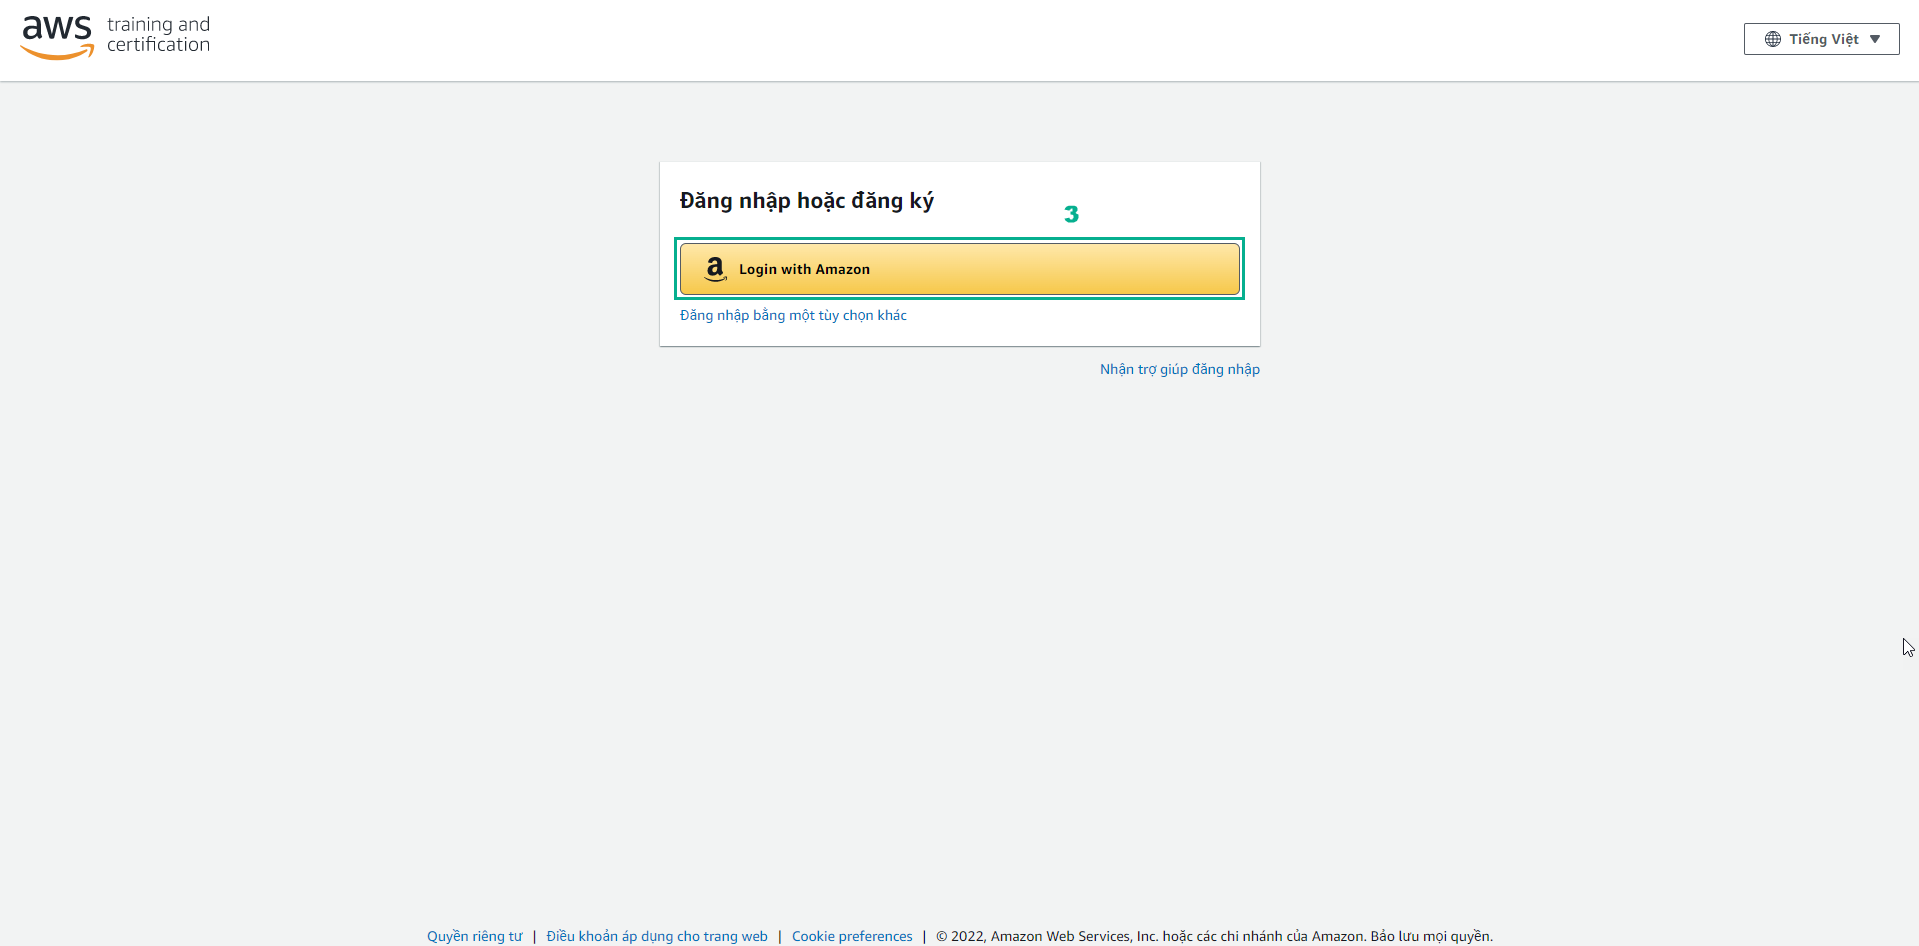 aws training and
certification
Tiếng Việt
Đăng nhập hoặc đăng ký
3
Login with Amazon
Đăng nhập bằng một tùy chọn khác
Nhận trợ giúp đăng nhập
Quyền riêng tư | Điều khoản áp dụng cho trang web | Cookie preferences | © 2022, Amazon Web Services, Inc. hoặc các chi nhánh của Amazon. Bảo lưu mọi quyền.